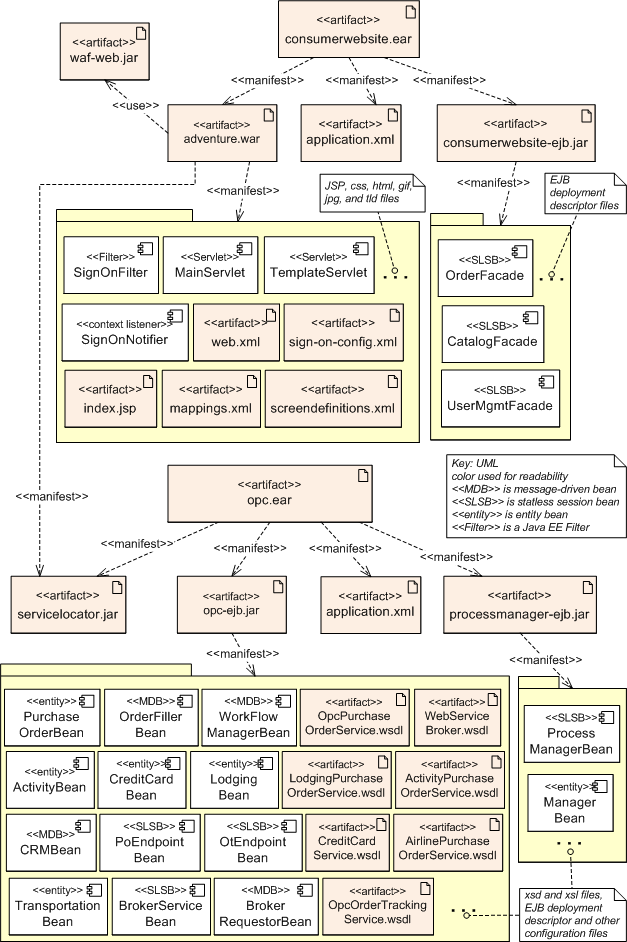 <<artifact>>
consumerwebsite.ear
<<artifact>>
waf-web.jar
<<manifest>>
<<manifest>>
<<manifest>>
<<use>>
<<artifact>>
adventure.war
<<artifact>>
application.xml
<<artifact>>
consumerwebsite-ejb.jar
<<manifest>>
JSP, css, html, gif,
jpg, and tld files
<<manifest>>
EJB
deployment
descriptor files
<<Filter>>
SignOnFilter
<<Servlet>>
MainServlet
<<Servlet>>
TemplateServlet
...
<<SLSB>>
OrderFacade
...
<<context listener>>
SignOnNotifier
<<artifact>>
web.xml
<<artifact>>
sign-on-config.xml
<<SLSB>>
CatalogFacade
<<artifact>>
index.jsp
<<artifact>>
mappings.xml
<<artifact>>
screendefinitions.xml
<<SLSB>>
UserMgmtFacade
<<manifest>>
<<artifact>>
opc.ear
Key: UML
color used for readability
<<MDB>> is message-driven bean
<<SLSB>> is statless session bean
<<entity>> is entity bean
<<Filter>> is a Java EE Filter
<<manifest>>
<<manifest>>
<<manifest>>
<<manifest>>
<<artifact>>
servicelocator.jar
<<artifact>>
opc-ejb.jar
<<artifact>>
application.xml
<<artifact>>
processmanager-ejb.jar
<<manifest>>
<<manifest>>
<<entity>>
Purchase
OrderBean
<<MDB>>
OrderFiller
Bean
<<MDB>>
WorkFlow
ManagerBean
<<artifact>>
OpcPurchase
OrderService.wsdl
<<artifact>>
WebService
Broker.wsdl
<<SLSB>>
Process
ManagerBean
<<entity>>
ActivityBean
<<entity>>
CreditCard
Bean
<<entity>>
Lodging
Bean
<<artifact>>
LodgingPurchase
OrderService.wsdl
<<artifact>>
ActivityPurchase
OrderService.wsdl
<<entity>>
Manager
Bean
<<MDB>>
CRMBean
<<SLSB>>
PoEndpoint
Bean
<<SLSB>>
OtEndpoint
Bean
<<artifact>>
CreditCard
Service.wsdl
<<artifact>>
AirlinePurchase
OrderService.wsdl
...
<<entity>>
Transportation
Bean
<<SLSB>>
BrokerService
Bean
<<MDB>>
Broker
RequestorBean
<<artifact>>
OpcOrderTracking
Service.wsdl
...
xsd and xsl files,
EJB deployment
descriptor and other
configuration files